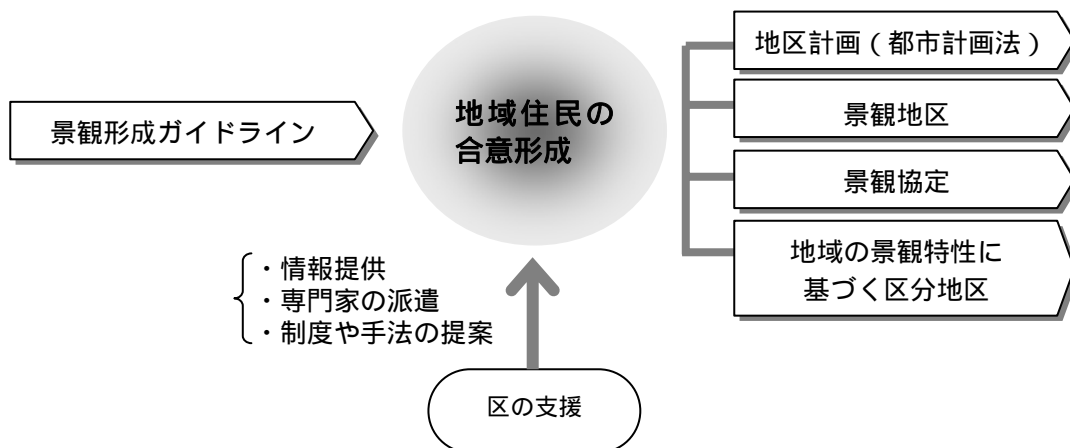 景観形成ガイドライン
地域住民の
合意形成
地区計画(都市計画法)
景観地区
景観協定
地域の景観特性に
基づく区分地区
・情報提供
・専門家の派遣
・制度や手法の提案
区の支援